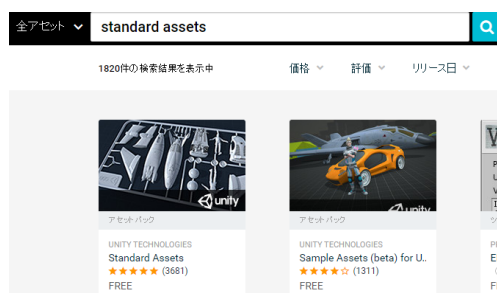 全アセット
standard assets
1820件の検索結果を表示中
価格
評価
リリース日
unity
unity
アセットパック
アセットパック
UNITY TECHNOLOGIES
UNITY TECHNOLOGIES
Standard Assets
Sample Assets (beta) for U..
(3681)
(1311)
FREE
FREE